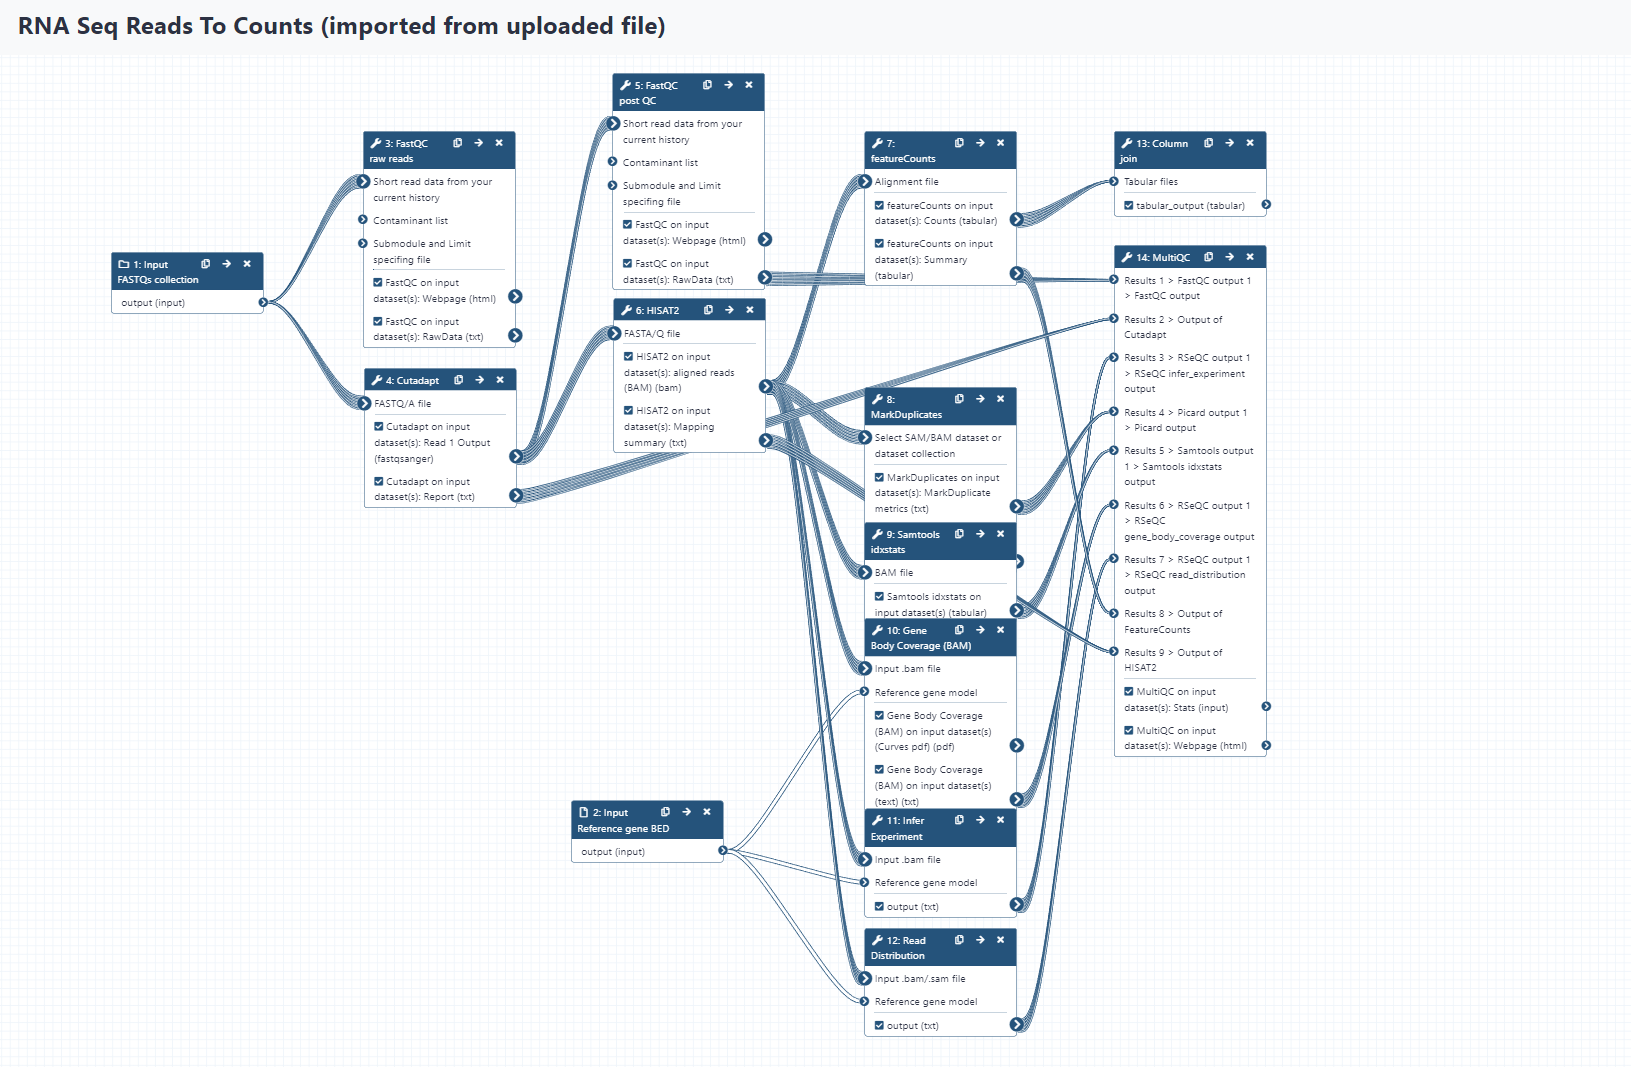 RNA Seq Reads To Counts (imported from uploaded file)
1: Input
FASTQs collection
output (input)
3: FastQC
raw reads
Short read data from your
current history
Contaminant list
Submodule and Limit
specifing file
FastQC on input
dataset(s): Webpage (html)
FastQC on input
dataset(s): RawData (txt)
4: Cutadapt
FASTQ/A file
Cutadapt on input
dataset(s): Read 1 Output
(fastqsanger)
Cutadapt on input
dataset(s): Report (txt)
5: FastQC
post QC
Short read data from your
current history
Contaminant list
Submodule and Limit
specifing file
FastQC on input
dataset(s): Webpage (html)
FastQC on input
dataset(s): RawData (txt)
6: HISAT2
FASTA/Q file
HISAT2 on input
dataset(s): aligned reads
(BAM) (bam)
HISAT2 on input
dataset(s): Mapping
summary (txt)
2: Input
Reference gene BED
output (input)
7:
featureCounts
Alignment file
featureCounts on input
dataset(s): Counts (tabular)
featureCounts on input
dataset(s): Summary
(tabular)
8:
MarkDuplicates
Select SAM/BAM dataset or
dataset collection
MarkDuplicates on input
dataset(s): MarkDuplicate
metrics (txt)
9: Samtools
idxstats
BAM file
Samtools idxstats on
input dataset(s) (tabular)
10: Gene
Body Coverage (BAM)
Input .bam file
Reference gene model
Gene Body Coverage
(BAM) on input dataset(s)
(Curves pdf) (pdf)
Gene Body Coverage
(BAM) on input dataset(s)
(text) (txt)
11: Infer
Experiment
Input .bam file
Reference gene model
output (txt)
12: Read
Distribution
Input .bam/.sam file
Reference gene model
output (txt)
13: Column
join
Tabular files
tabular_output (tabular)
14: MultiQC
Results 1 > FastQC output 1
> FastQC output
Results 2 > Output of
Cutadapt
Results 3 > RSeQC output 1
> RSeQC infer_experiment
output
Results 4 > Picard output 1
> Picard output
Results 5 > Samtools output
1 > Samtools idxstats
output
Results 6 > RSeQC output 1
> RSeQC
gene_body_coverage output
Results 7 > RSeQC output 1
> RSeQC read_distribution
output
Results 8 > Output of
FeatureCounts
Results 9 > Output of
HISAT2
MultiQC on input
dataset(s): Stats (input)
MultiQC on input
dataset(s): Webpage (html)